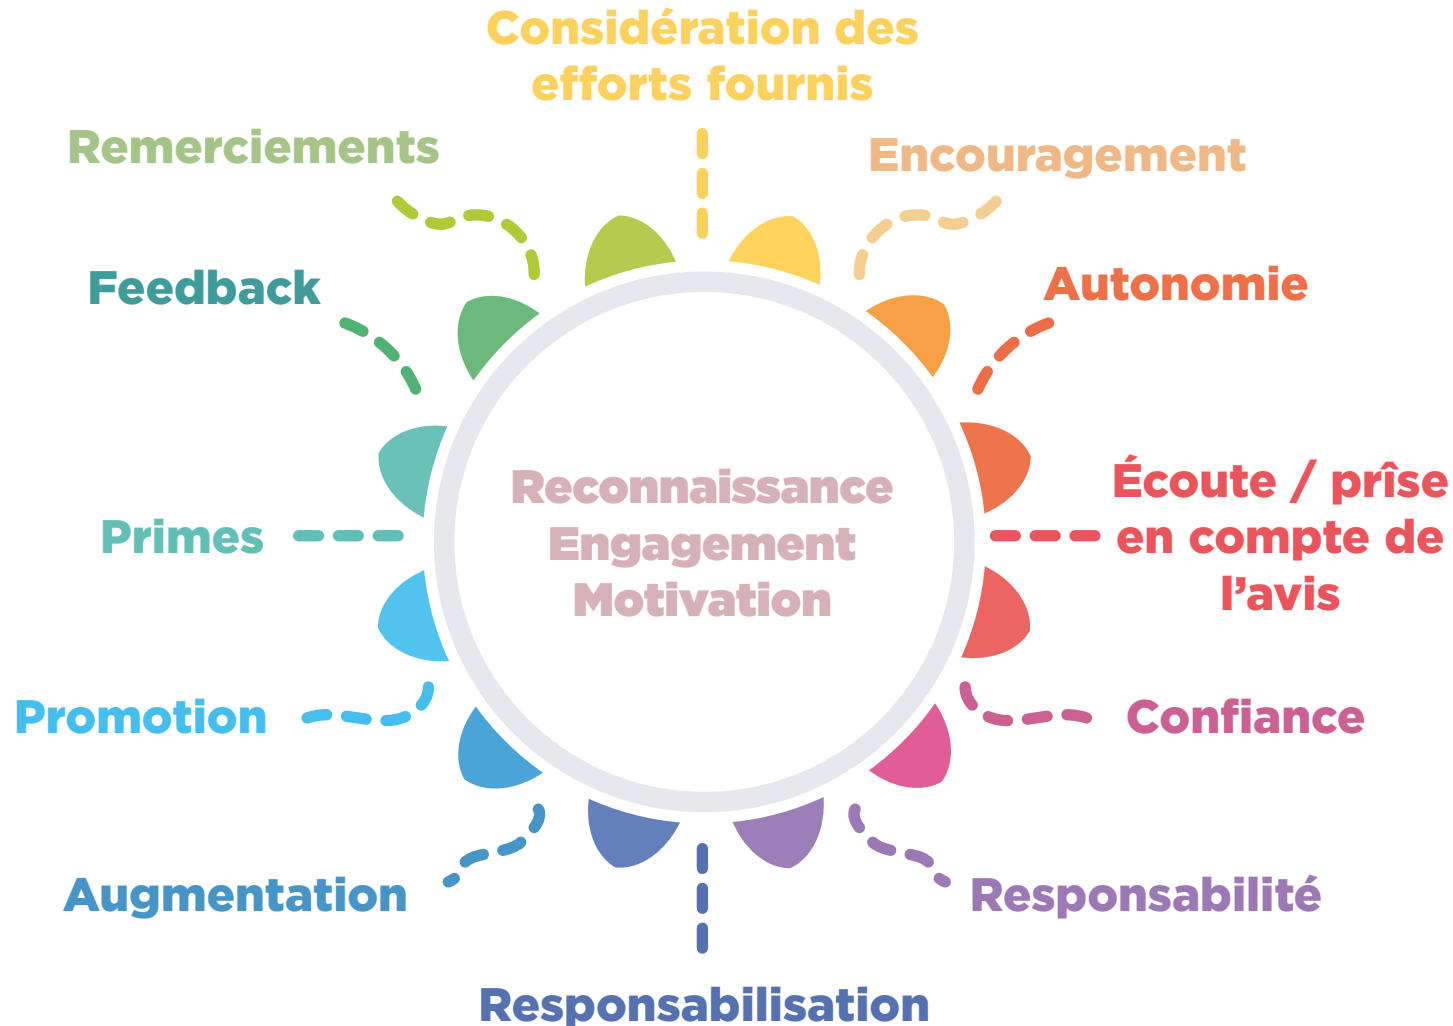 Considération des
efforts fournis
Remerciements
Encouragement
Feedback
Autonomie
Reconnaissance
Engagement
Motivation
Écoute / prîse
en compte de
l’avis
Primes
Promotion
Confiance
Augmentation
Responsabilité
Responsabilisation